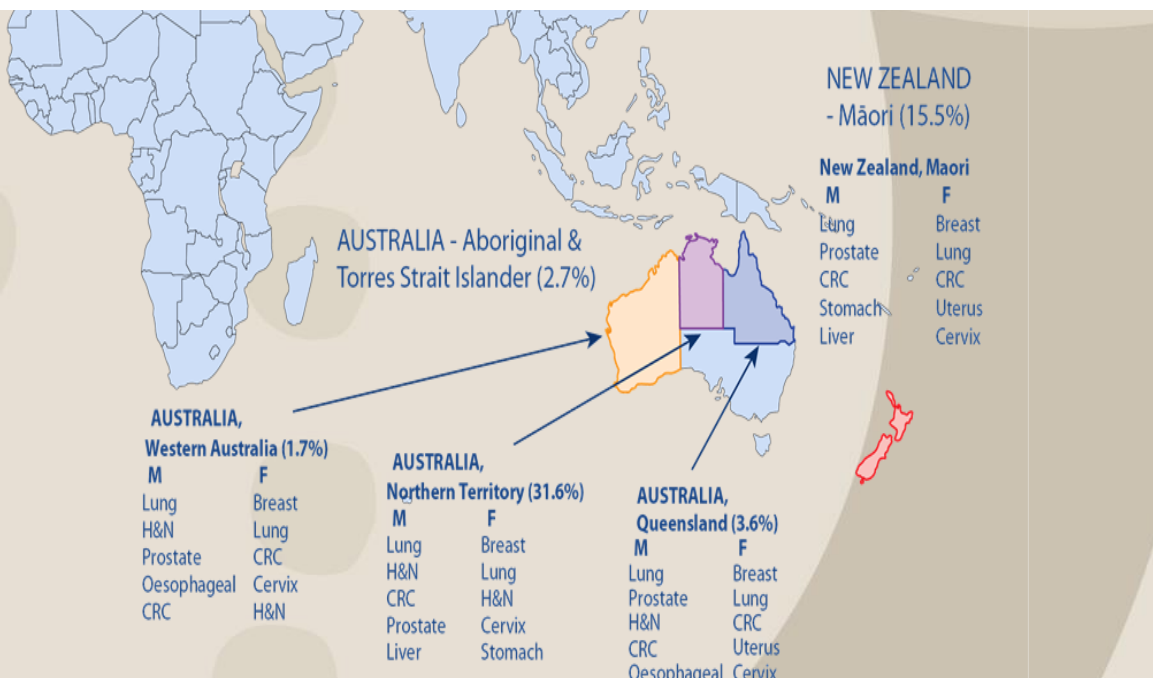 NEW ZEALAND
- Māori (15.5%)
New Zealand, Maori
M F
Lung Breast
Prostate Lung
CRC CRC
Stomach Uterus
Liver Cervix
AUSTRALIA - Aboriginal &
Torres Strait Islander (2.7%)
AUSTRALIA,
Western Australia (1.7%)
M F
Lung Breast
H&N Lung
Prostate CRC
Oesophageal Cervix
CRC H&N
AUSTRALIA,
Northern Territory (31.6%)
M F
Lung Breast
H&N Lung
CRC H&N
Prostate Cervix
Liver Stomach
AUSTRALIA,
Queensland (3.6%)
M F
Lung Breast
Prostate Lung
H&N CRC
CRC Uterus
Oesophageal Cervix